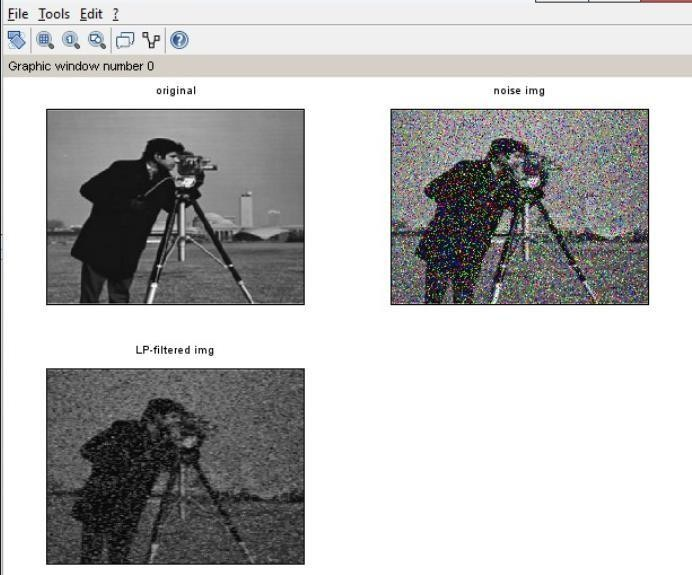 File Tools Edit ?
Graphic window number 0
original
noise img
LP-filtered img